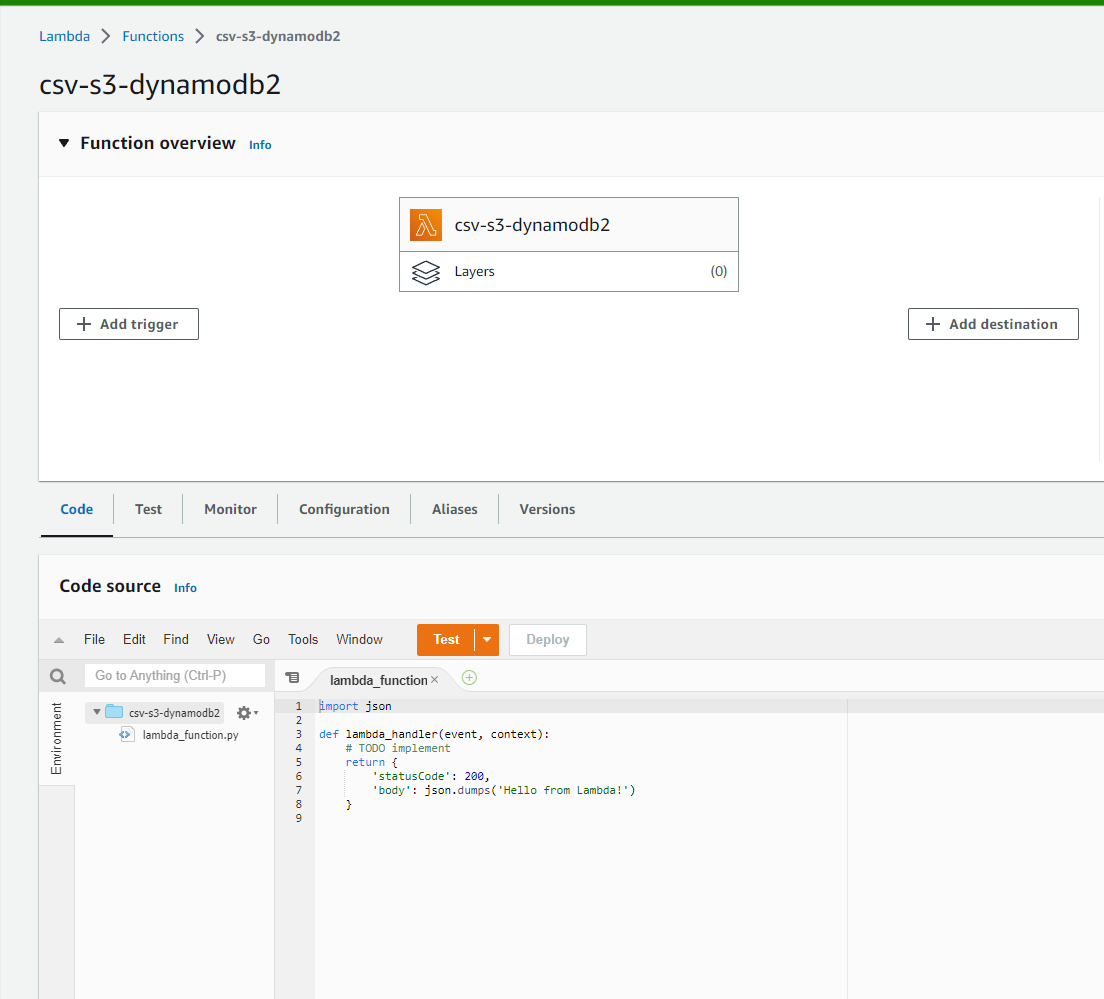 Lambda > Functions > csv-s3-dynamodb2
csv-s3-dynamodb2
Function overview Info
csv-s3-dynamodb2
Layers (0)
+ Add trigger
+ Add destination
Code Test Monitor Configuration Aliases Versions
Code source Info
File Edit Find View Go Tools Window Test Deploy
Go to Anything (Ctrl-P)
lambda_function ×
Environment
csv-s3-dynamodb2
lambda_function.py
1 import json
2
3 def lambda_handler(event, context):
4     # TODO implement
5     return {
6         'statusCode': 200,
7         'body': json.dumps('Hello from Lambda!')
8     }
9